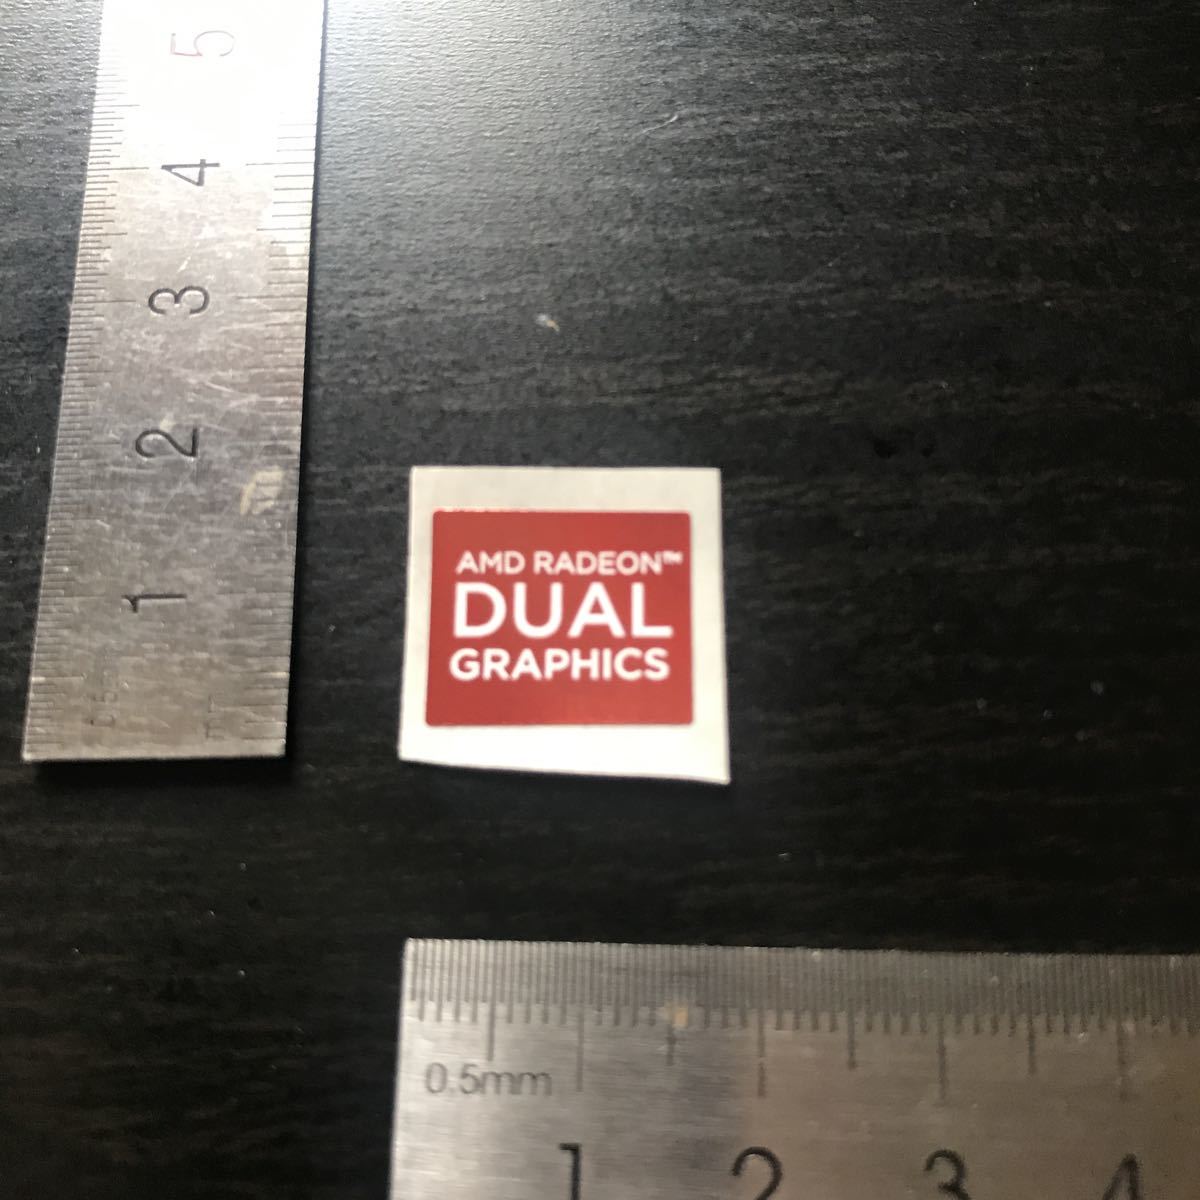 5
4
3
2
1
AMD RADEON™
DUAL
GRAPHICS
0.5mm
1 2 3 4